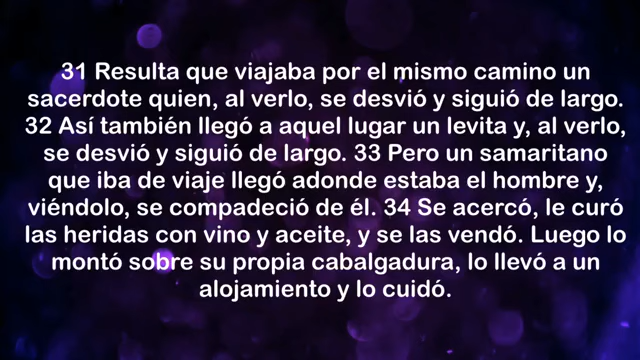 31 Resulta que viajaba por el mismo camino un
sacerdote quien, al verlo, se desvió y siguió de largo.
32 Así también llegó a aquel lugar un levita y, al verlo,
se desvió y siguió de largo. 33 Pero un samaritano
que iba de viaje llegó adonde estaba el hombre y,
viéndolo, se compadeció de él. 34 Se acercó, le curó
las heridas con vino y aceite, y se las vendó. Luego lo
montó sobre su propia cabalgadura, lo llevó a un
alojamiento y lo cuidó.